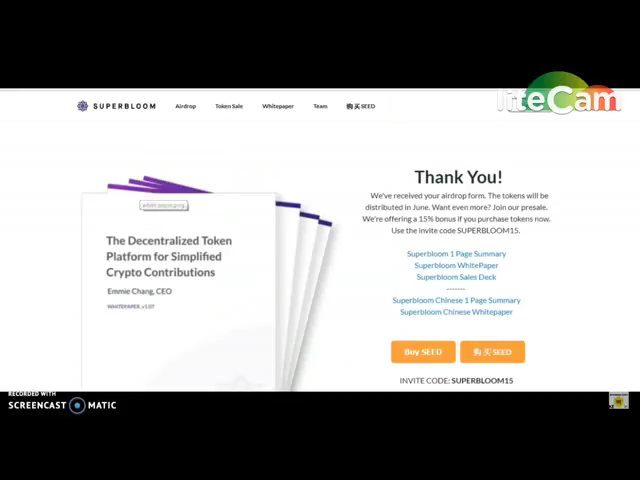 liteCam
SUPERBLOOM
Airdrop
Token Sale
Whitepaper
Team
购买SEED
Thank You!
We've received your airdrop form. The tokens will be
distributed in June. Want even more? Join our presale.
We're offering a 15% bonus if you purchase tokens now.
Use the invite code SUPERBLOOM15.
The Decentralized Token
Platform for Simplified
Crypto Contributions
Emmie Chang, CEO
WHITEPAPER v1.07
Superbloom 1 Page Summary
Superbloom WhitePaper
Superbloom Sales Deck
-------
Superbloom Chinese 1 Page Summary
Superbloom Chinese Whitepaper
Buy SEED
购买SEED
INVITE CODE: SUPERBLOOM15
RECORDED WITH
SCREENCAST MATIC